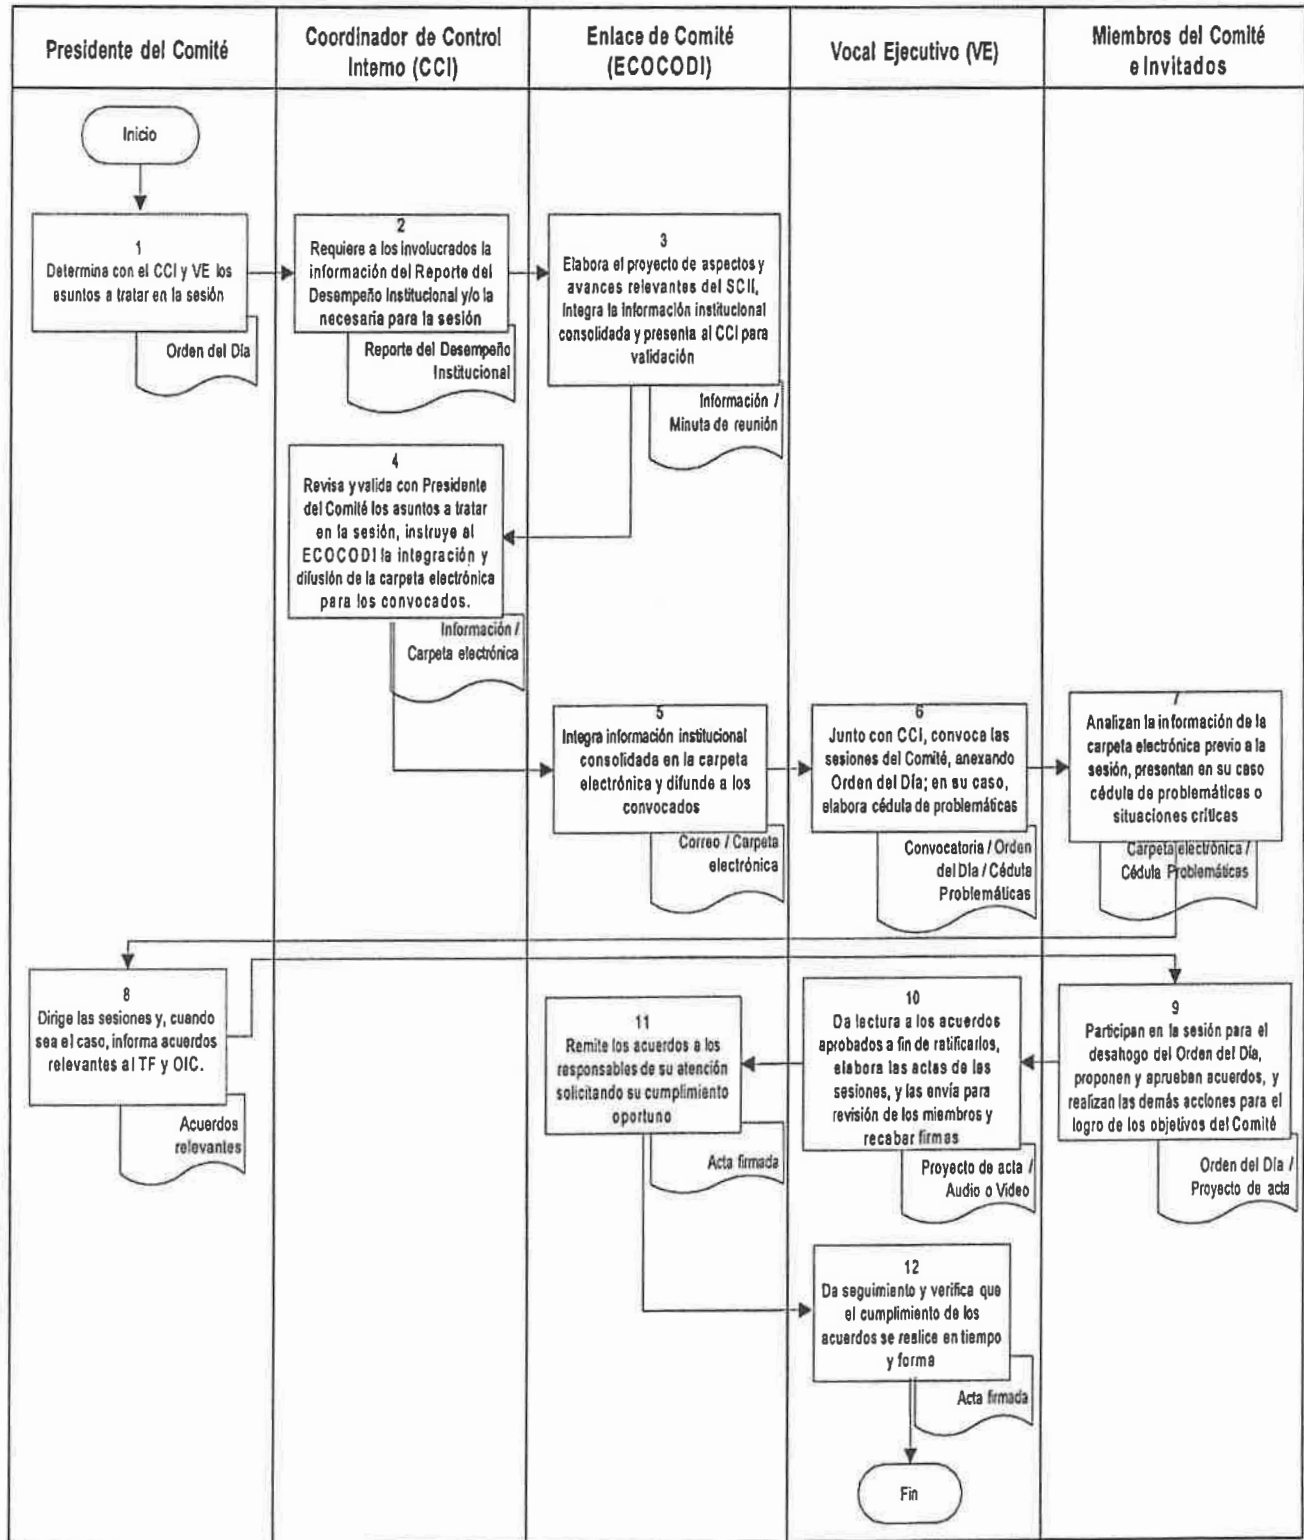 Presidente del Comité
Coordinador de Control
Interno (CCI)
Enlace de Comité
(ECOCODI)
Vocal Ejecutivo (VE)
Miembros del Comité
e Invitados
Inicio
1
Determina con el CCI y VE los
asuntos a tratar en la sesión
Orden del Día
2
Requiere a los involucrados la
información del Reporte del
Desempeño Institucional y/o la
necesaria para la sesión
Reporte del Desempeño
Institucional
3
Elabora el proyecto de aspectos y
avances relevantes del SCII,
integra la información institucional
consolidada y presenta al CCI para
validación
Información /
Minuta de reunión
4
Revisa y valida con Presidente
del Comité los asuntos a tratar
en la sesión, instruye al
ECOCODI la integración y
difusión de la carpeta electrónica
para los convocados.
Información /
Carpeta electrónica
5
Integra información institucional
consolidada en la carpeta
electrónica y difunde a los
convocados
Correo / Carpeta
electrónica
6
Junto con CCI, convoca las
sesiones del Comité, anexando
Orden del Día; en su caso,
elabora cédula de problemáticas
Convocatoria / Orden
del Día / Cédula
Problemáticas
7
Analizan la información de la
carpeta electrónica previo a la
sesión, presentan en su caso
cédula de problemáticas o
situaciones críticas
Carpeta electrónica /
Cédula Problemáticas
8
Dirige las sesiones y, cuando
sea el caso, informa acuerdos
relevantes al TF y OIC.
Acuerdos
relevantes
9
Participan en la sesión para el
desahogo del Orden del Día,
proponen y aprueban acuerdos, y
realizan las demás acciones para el
logro de los objetivos del Comité
Orden del Día /
Proyecto de acta
10
Da lectura a los acuerdos
aprobados a fin de ratificarlos,
elabora las actas de las
sesiones, y las envía para
revisión de los miembros y
recabar firmas
Proyecto de acta /
Audio o Video
11
Remite los acuerdos a los
responsables de su atención
solicitando su cumplimiento
oportuno
Acta firmada
12
Da seguimiento y verifica que
el cumplimiento de los
acuerdos se realice en tiempo
y forma
Acta firmada
Fin